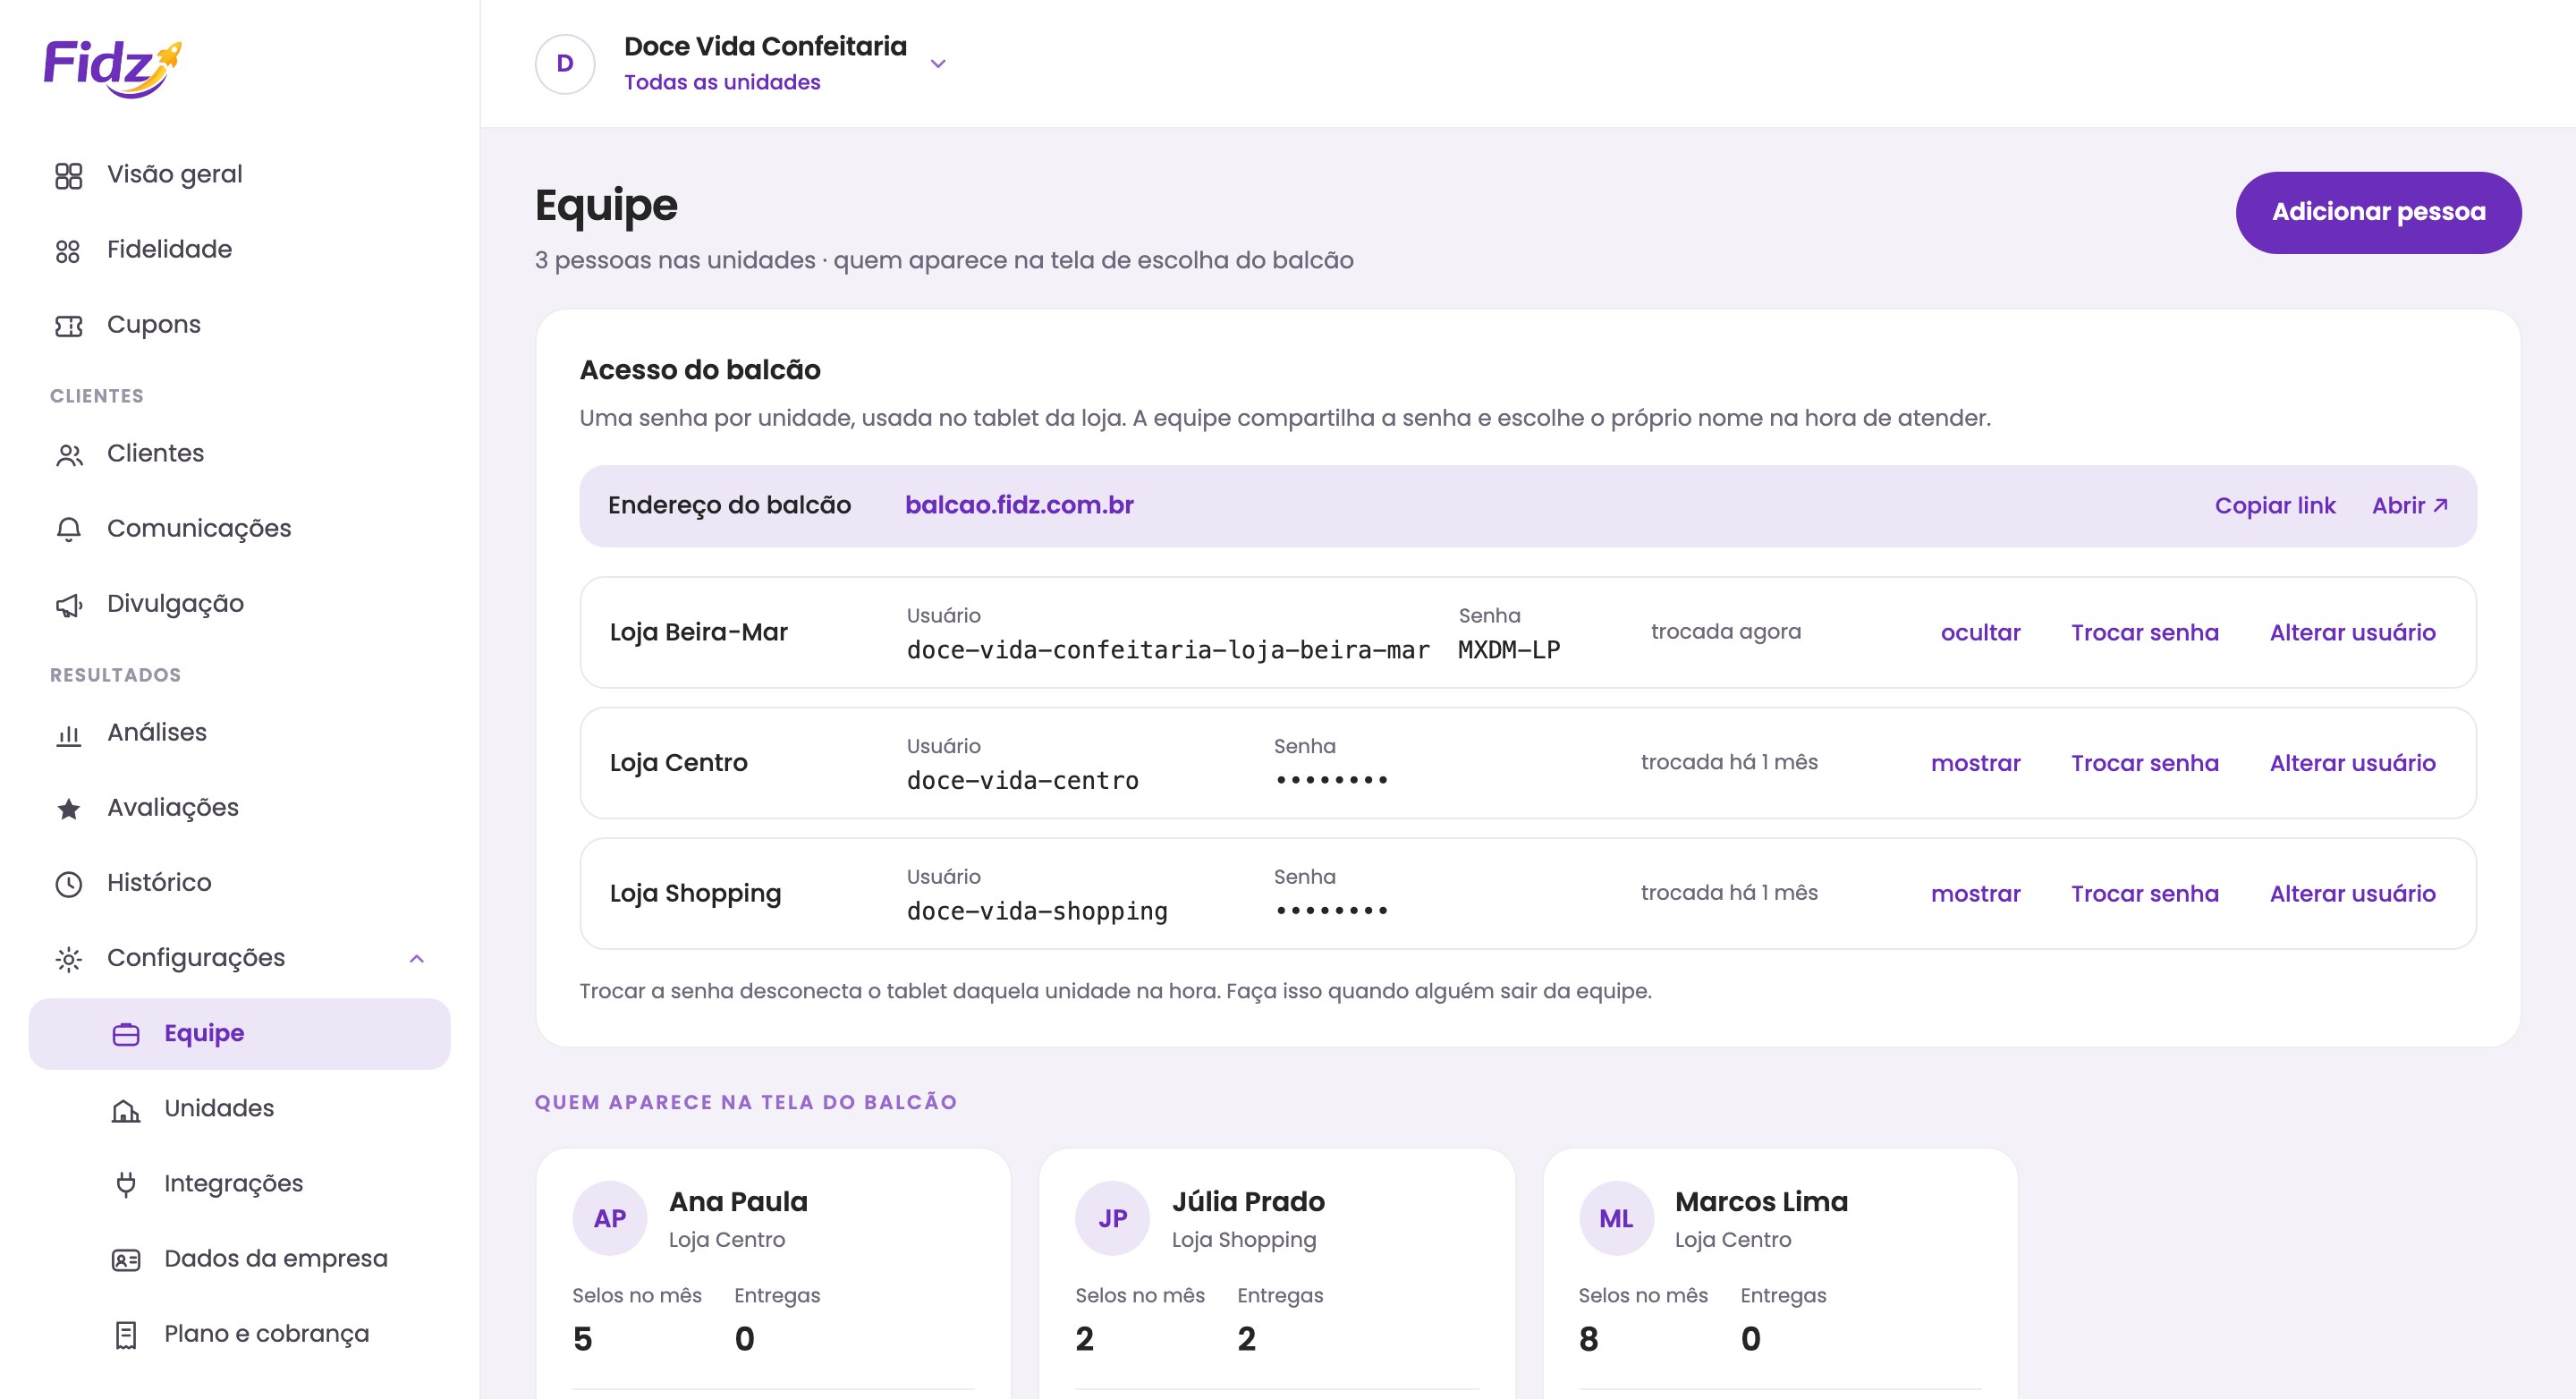 Fidz
Visão geral
Fidelidade
Cupons
CLIENTES
Clientes
Comunicações
Divulgação
RESULTADOS
Análises
Avaliações
Histórico
Configurações
Equipe
Unidades
Integrações
Dados da empresa
Plano e cobrança
D
Doce Vida Confeitaria
Todas as unidades
Equipe
3 pessoas nas unidades · quem aparece na tela de escolha do balcão
Adicionar pessoa
Acesso do balcão
Uma senha por unidade, usada no tablet da loja. A equipe compartilha a senha e escolhe o próprio nome na hora de atender.
Endereço do balcão balcao.fidz.com.br Copiar link Abrir ↗
Usuário Senha
Loja Beira-Mar doce-vida-confeitaria-loja-beira-mar MXDM-LP trocada agora ocultar Trocar senha Alterar usuário
Usuário Senha
Loja Centro doce-vida-centro •••••••• trocada há 1 mês mostrar Trocar senha Alterar usuário
Usuário Senha
Loja Shopping doce-vida-shopping •••••••• trocada há 1 mês mostrar Trocar senha Alterar usuário
Trocar a senha desconecta o tablet daquela unidade na hora. Faça isso quando alguém sair da equipe.
QUEM APARECE NA TELA DO BALCÃO
AP
Ana Paula
Loja Centro
Selos no mês Entregas
5 0
JP
Júlia Prado
Loja Shopping
Selos no mês Entregas
2 2
ML
Marcos Lima
Loja Centro
Selos no mês Entregas
8 0